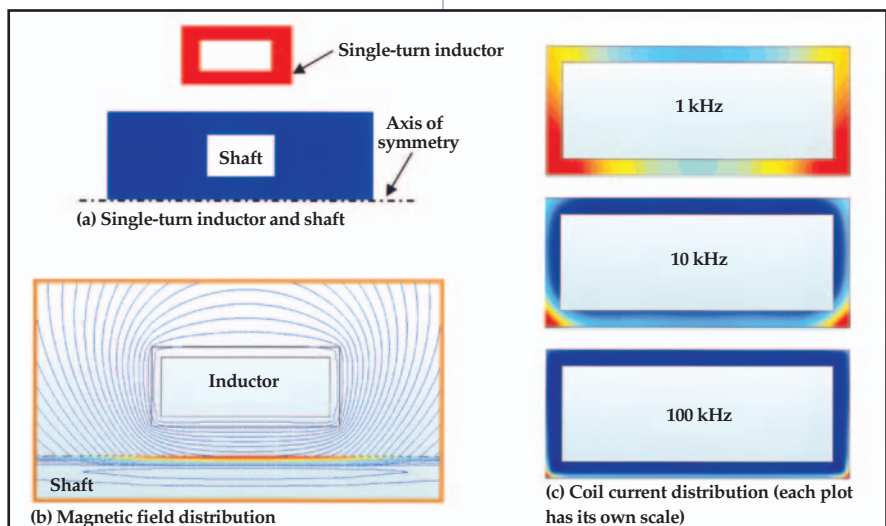 Single-turn inductor
Axis of
symmetry
Shaft
(a) Single-turn inductor and shaft
Inductor
Shaft
(b) Magnetic field distribution
1 kHz
10 kHz
100 kHz
(c) Coil current distribution (each plot
has its own scale)